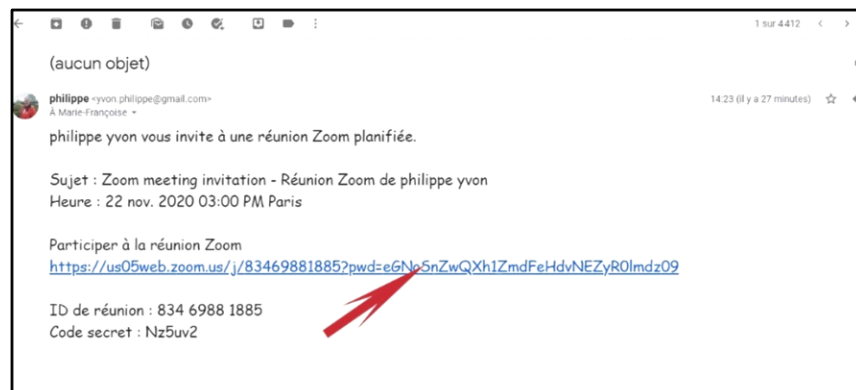 1 sur 4412
(aucun objet)
philippe <yvon.philippe@gmail.com>
14:23 (il y a 27 minutes)
À Marie-Françoise
philippe yvon vous invite à une réunion Zoom planifiée.
Sujet : Zoom meeting invitation - Réunion Zoom de philippe yvon
Heure : 22 nov. 2020 03:00 PM Paris
Participer à la réunion Zoom
https://us05web.zoom.us/j/83469881885?pwd=eGNoSnZwQXh1ZmdFeHdvNEZyR0lmdz09
ID de réunion : 834 6988 1885
Code secret : Nz5uv2